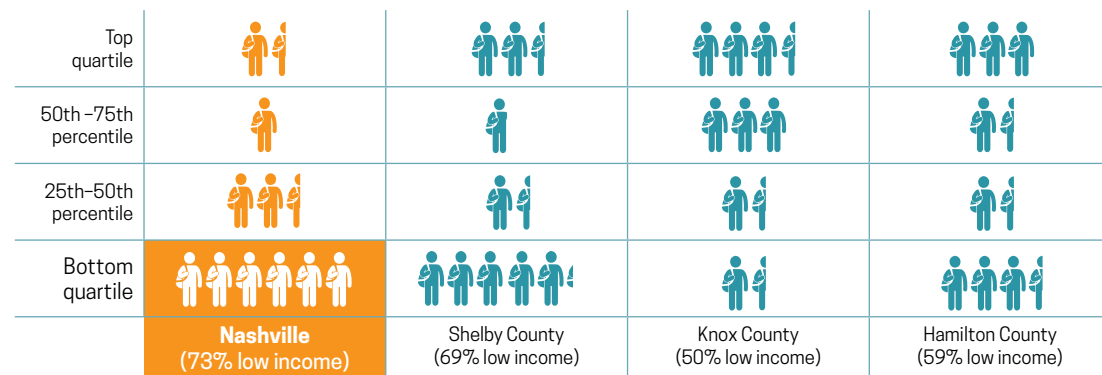 Top
quartile
50th–75th
percentile
25th–50th
percentile
Bottom
quartile
Nashville
(73% low income)
Shelby County
(69% low income)
Knox County
(50% low income)
Hamilton County
(59% low income)